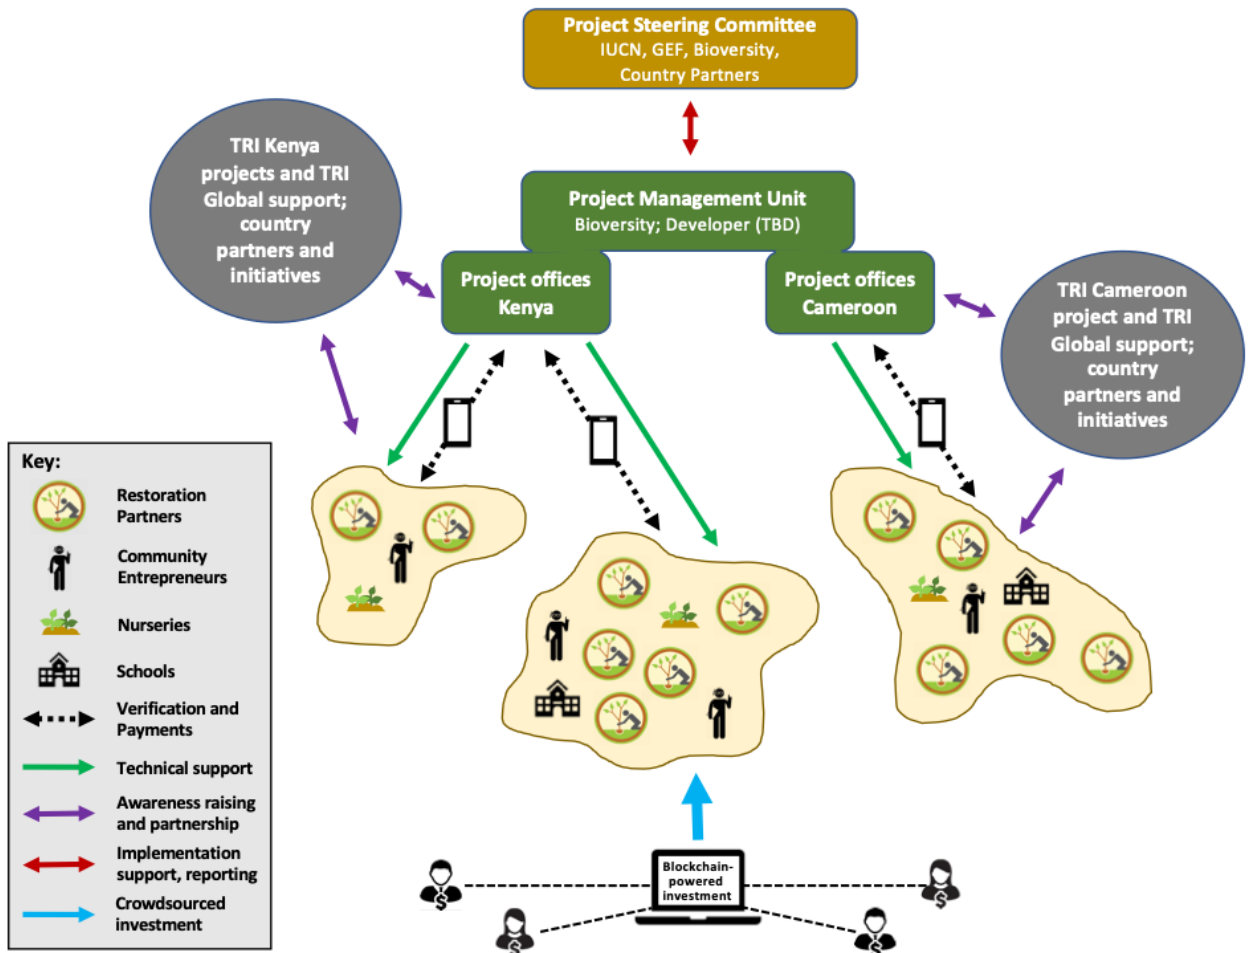 Project Steering Committee
IUCN, GEF, Bioversity,
Country Partners
TRI Kenya
projects and TRI
Global support;
country
partners and
initiatives
Project Management Unit
Bioversity; Developer (TBD)
Project offices
Kenya
Project offices
Cameroon
TRI Cameroon
project and TRI
Global support;
country
partners and
initiatives
Key:
Restoration
Partners
Community
Entrepreneurs
Nurseries
Schools
Verification and
Payments
Technical support
Awareness raising
and partnership
Implementation
support, reporting
Crowdsourced
investment
Blockchain-
powered
investment
$
$
$
$